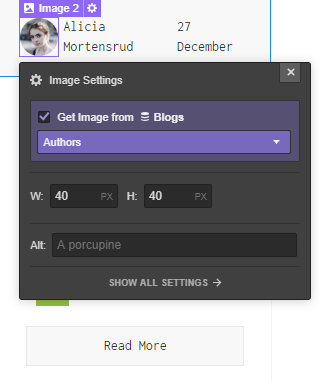 Image 2
Alicia 27
Mortensrud December
Image Settings
Get Image from Blogs
Authors
W: 40 PX H: 40 PX
Alt: A porcupine
SHOW ALL SETTINGS
Read More